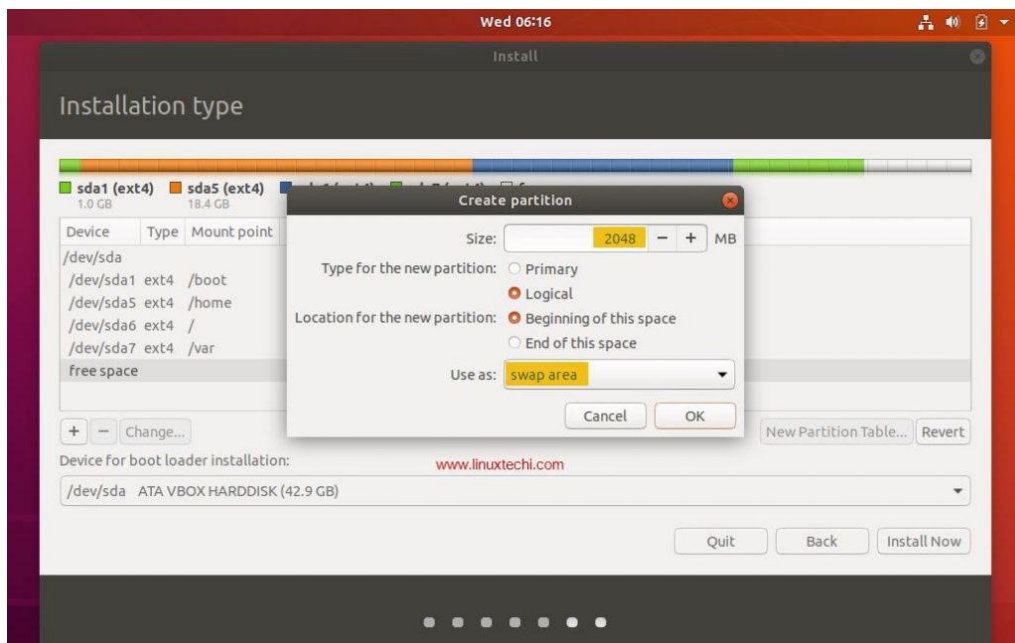 Wed 06:16
Install
Installation type
sda1 (ext4) sda5 (ext4)
1.0 GB 18.4 GB
Device Type Mount point
/dev/sda
/dev/sda1 ext4 /boot
/dev/sda5 ext4 /home
/dev/sda6 ext4 /
/dev/sda7 ext4 /var
free space
Create partition
Size: 2048 − + MB
Type for the new partition: Primary
Logical
Location for the new partition: Beginning of this space
End of this space
Use as: swap area
Cancel OK
+ − Change... New Partition Table... Revert
Device for boot loader installation:
www.linuxtechi.com
/dev/sda ATA VBOX HARDDISK (42.9 GB)
Quit Back Install Now